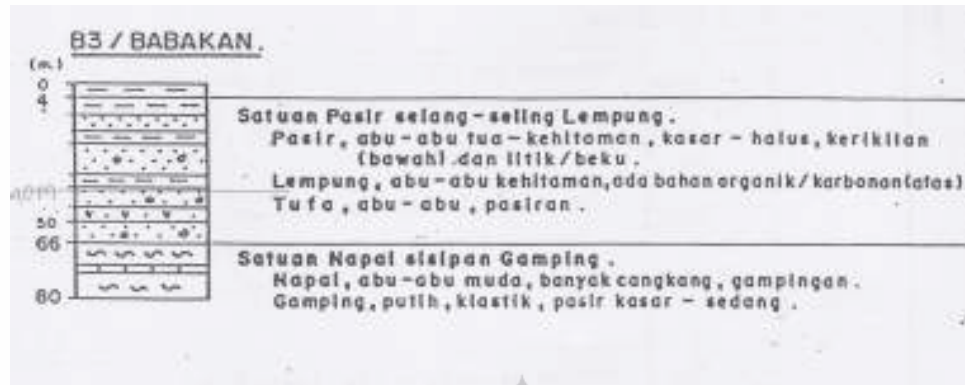 B3 / BABAKAN.
(m.)
0
4
Satuan Pasir selang-seling Lempung.
Pasir, abu-abu tua-kehitaman, kasar - halus, kerikilan
(bawah) dan litik/beku.
Lempung, abu-abu kehitaman, ada bahan organik/karbonan(atas)
Tufa, abu-abu, pasiran.
50
66
Satuan Napal sisipan Gamping.
Napal, abu-abu muda, banyak cangkang, gampingan.
Gamping, putih, klastik, pasir kasar - sedang.
80